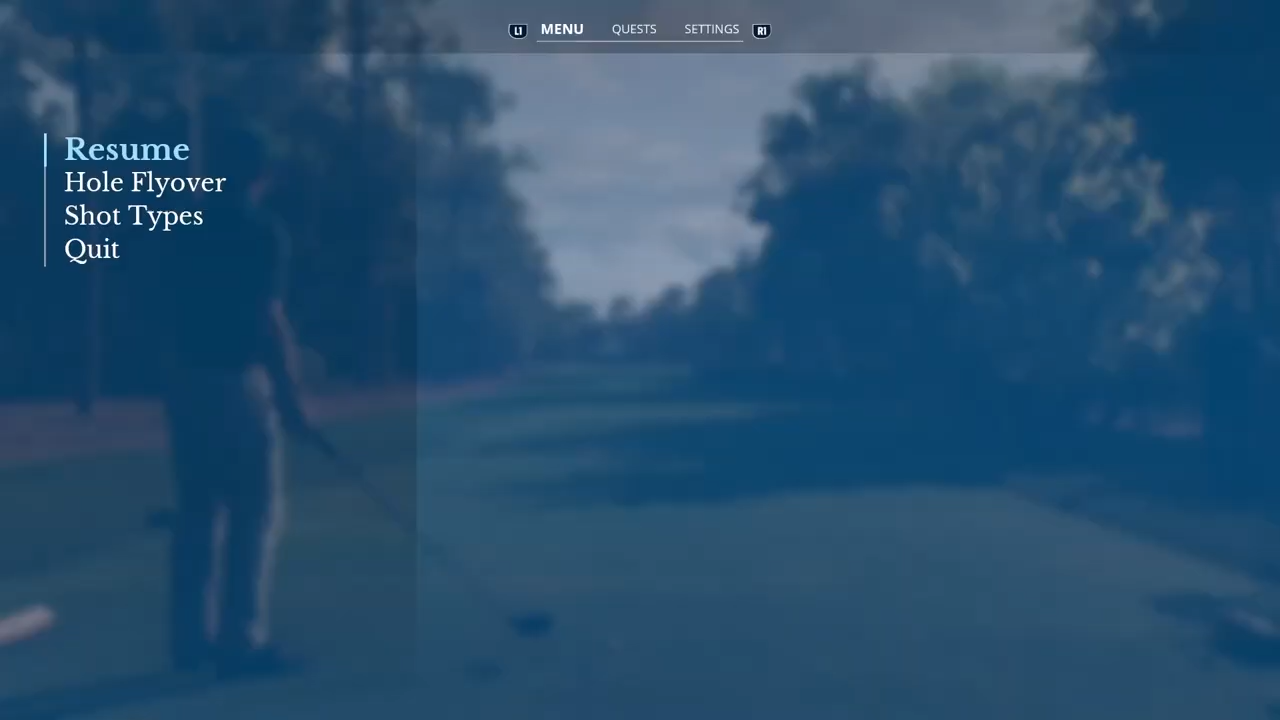 L1 MENU QUESTS SETTINGS R1
Resume
Hole Flyover
Shot Types
Quit